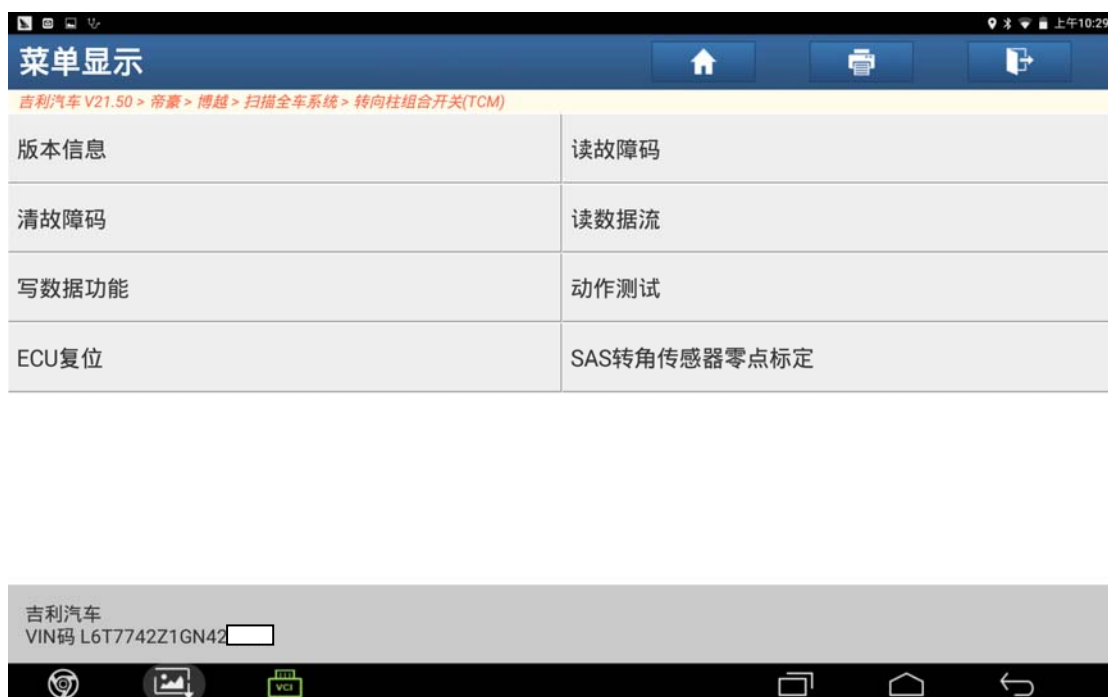 上午10:29
菜单显示
吉利汽车 V21.50 > 帝豪 > 博越 > 扫描全车系统 > 转向柱组合开关(TCM)
版本信息
读故障码
清故障码
读数据流
写数据功能
动作测试
ECU复位
SAS转角传感器零点标定
吉利汽车
VIN码 L6T7742Z1GN42
VCI